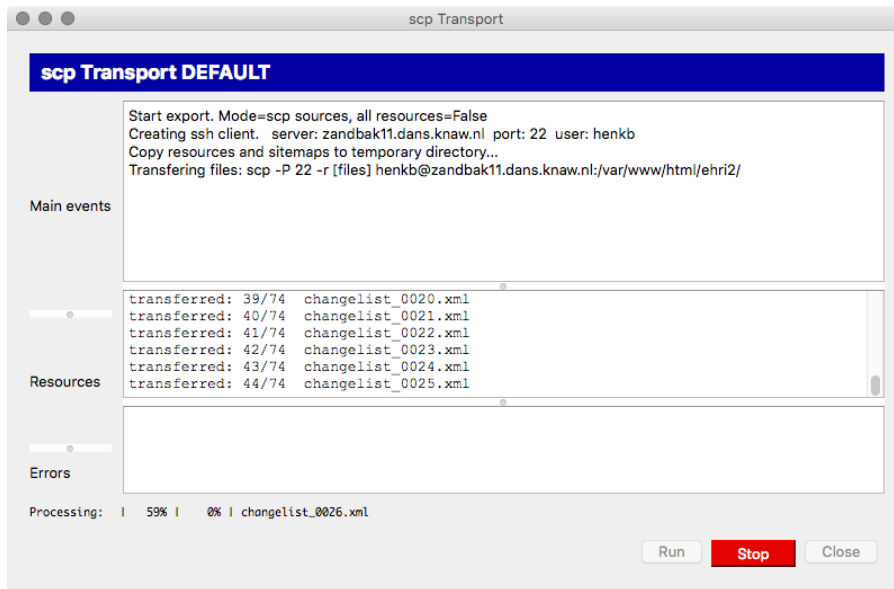 scp Transport
scp Transport DEFAULT
Main events
Start export. Mode=scp sources, all resources=False
Creating ssh client.   server: zandbak11.dans.knaw.nl  port: 22  user: henkb
Copy resources and sitemaps to temporary directory...
Transfering files: scp -P 22 -r [files] henkb@zandbak11.dans.knaw.nl:/var/www/html/ehri2/
Resources
transferred: 39/74  changelist_0020.xml
transferred: 40/74  changelist_0021.xml
transferred: 41/74  changelist_0022.xml
transferred: 42/74  changelist_0023.xml
transferred: 43/74  changelist_0024.xml
transferred: 44/74  changelist_0025.xml
Errors
Processing:  |   59% |    0% | changelist_0026.xml
Run Stop Close